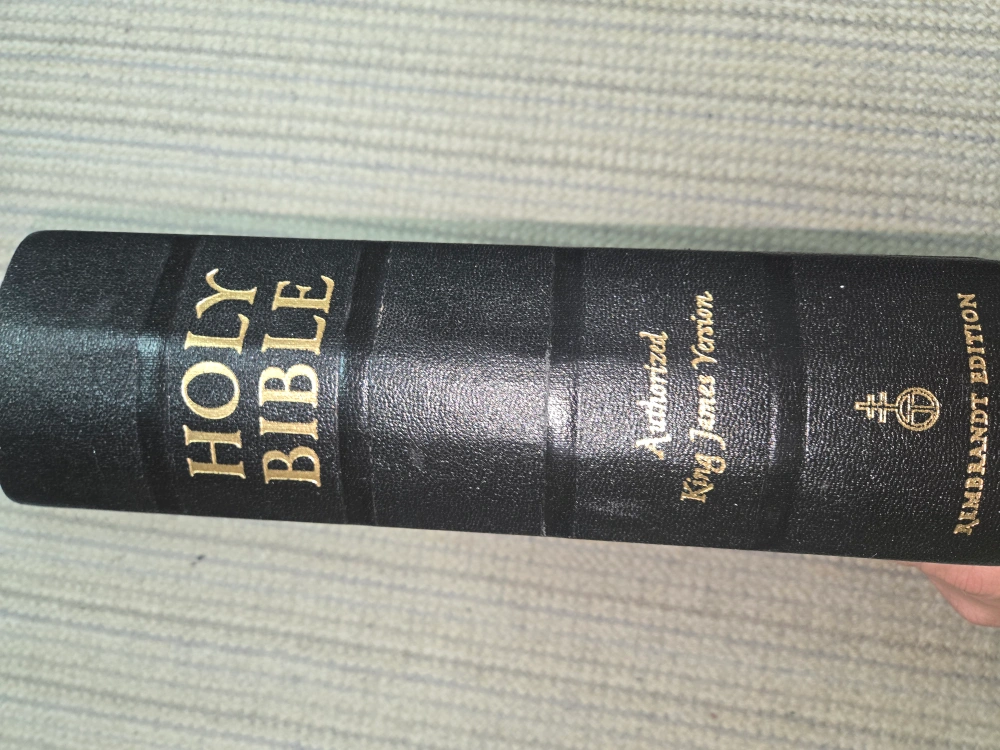 HOLY
BIBLE
Authorized
King James Version
REMBRANDT EDITION